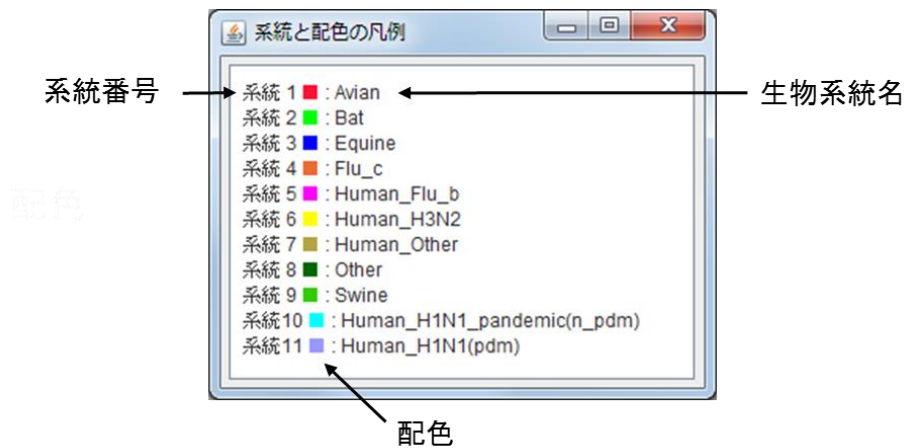 系統と配色の凡例
系統番号
生物系統名
系統 1 : Avian
系統 2 : Bat
系統 3 : Equine
系統 4 : Flu_c
系統 5 : Human_Flu_b
系統 6 : Human_H3N2
系統 7 : Human_Other
系統 8 : Other
系統 9 : Swine
系統10 : Human_H1N1_pandemic(n_pdm)
系統11 : Human_H1N1(pdm)
配色
配色